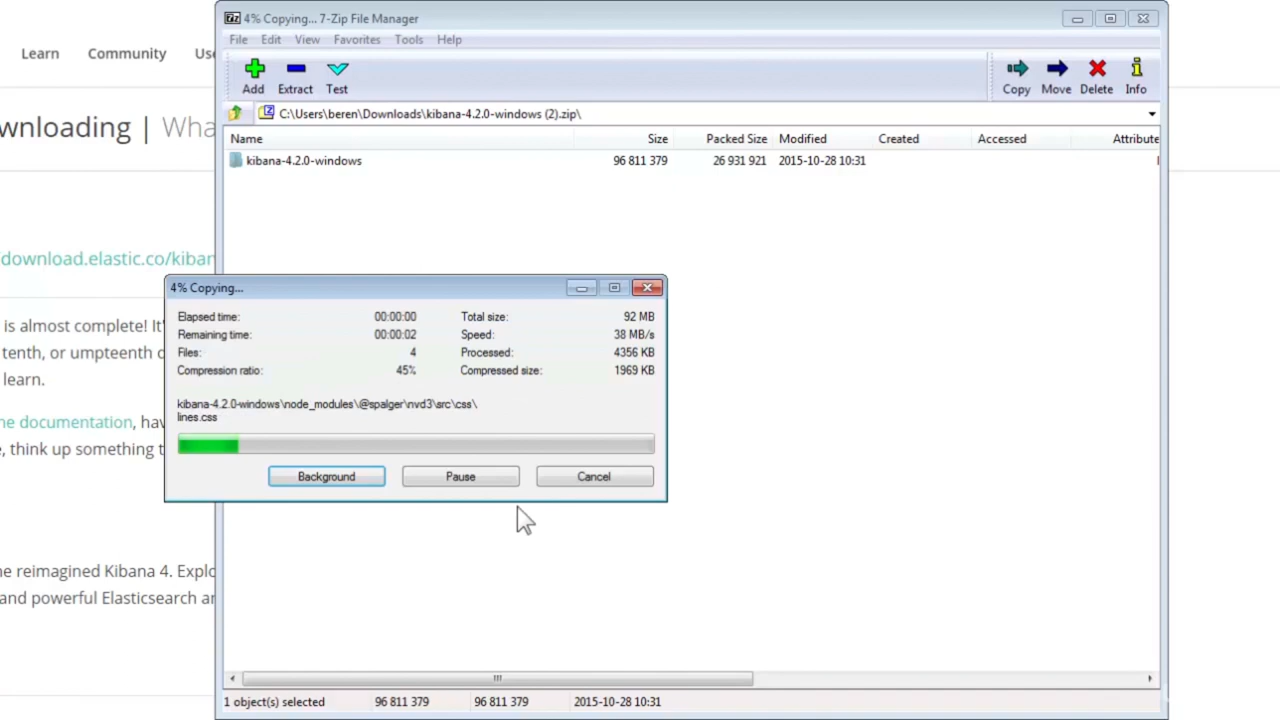 4% Copying... 7-Zip File Manager
File Edit View Favorites Tools Help
Learn Community
Add Extract Test Copy Move Delete Info
C:\Users\beren\Downloads\kibana-4.2.0-windows (2).zip\
wnloading |
Name Size Packed Size Modified Created Accessed Attribute
kibana-4.2.0-windows 96 811 379 26 931 921 2015-10-28 10:31
download.elastic.co/kibar
4% Copying...
Elapsed time: 00:00:00 Total size: 92 MB
is almost complete! It'
Remaining time: 00:00:02 Speed: 38 MB/s
tenth, or umpteenth
Files: 4 Processed: 4356 KB
Compression ratio: 45% Compressed size: 1969 KB
learn.
kibana-4.2.0-windows\node_modules\@spalger\nvd3\src\css\
lines.css
ne documentation, hav
, think up something t
Background Pause Cancel
ne reimagined Kibana 4. Explo
and powerful Elasticsearch ar
1 object(s) selected 96 811 379 96 811 379 2015-10-28 10:31